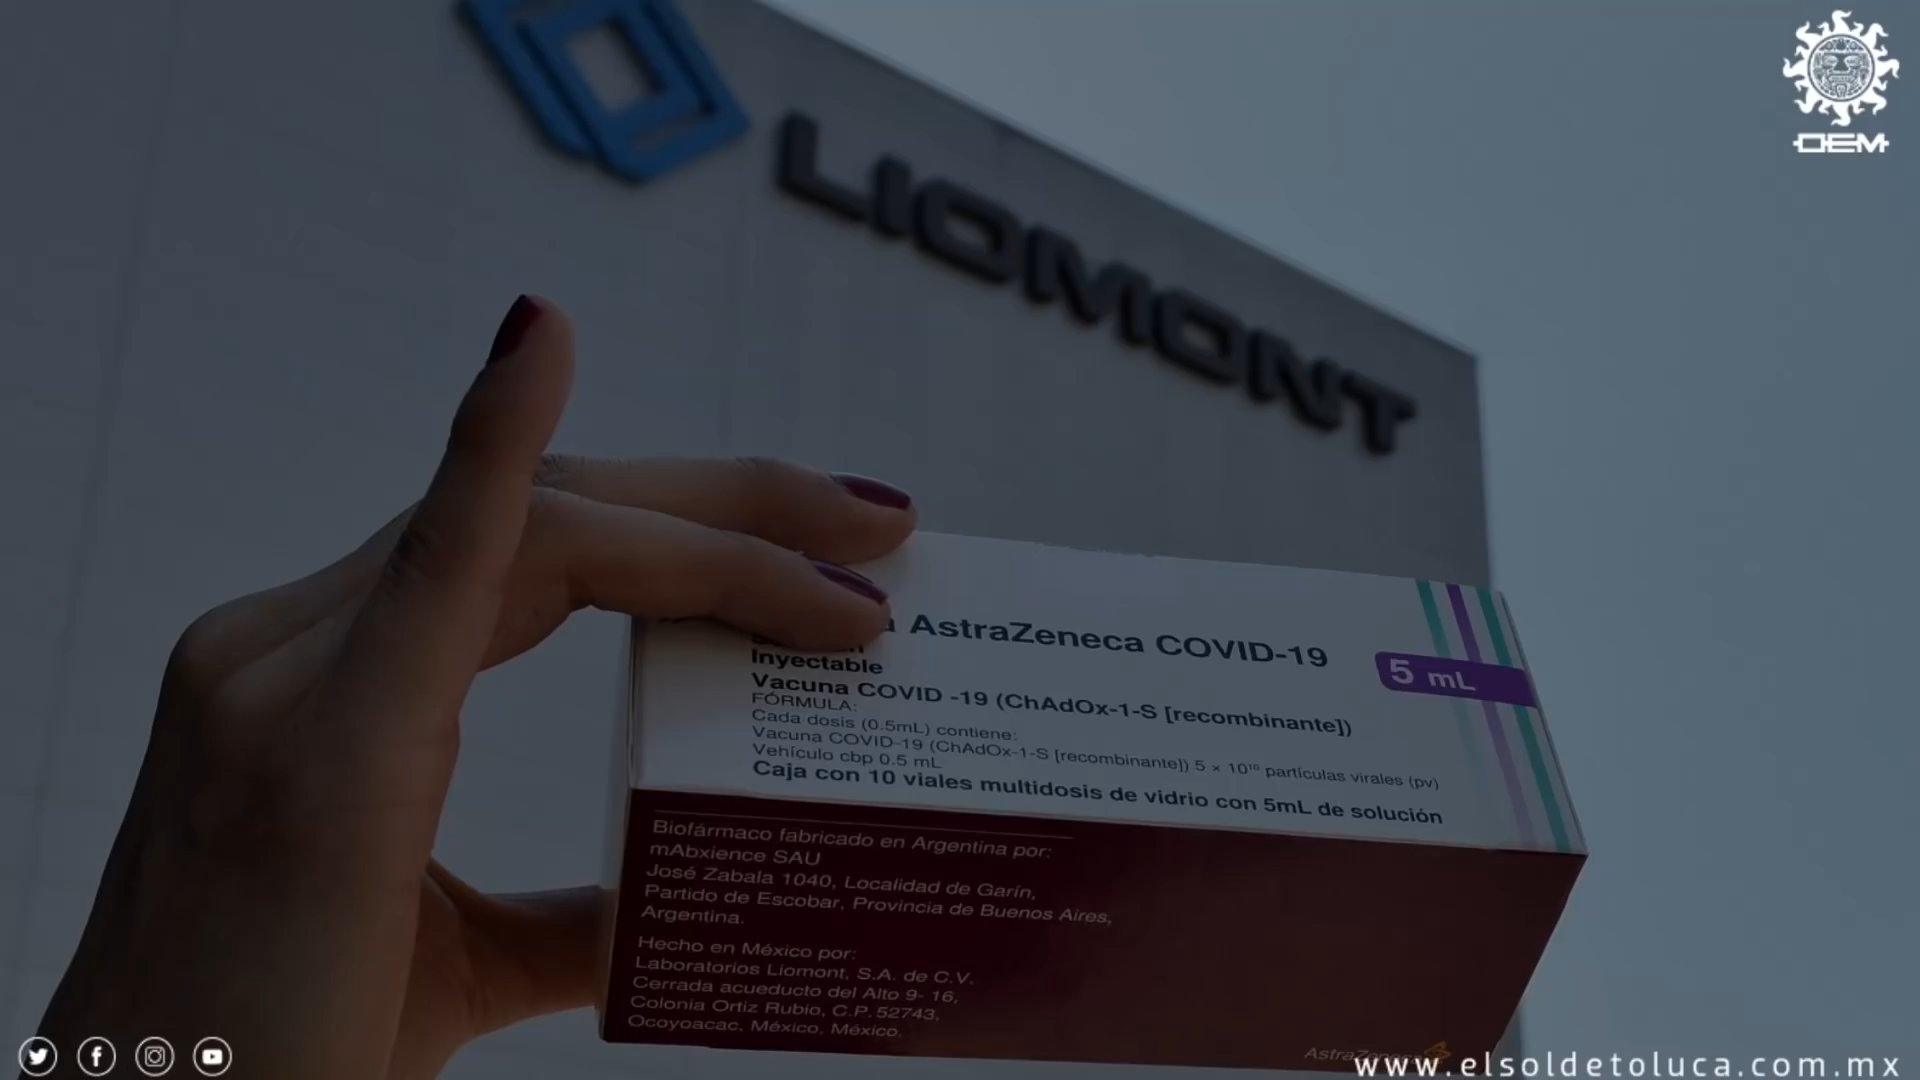 OEM
LIOMONT
AstraZeneca COVID-19
5 mL
Inyectable
Vacuna COVID -19 (ChAdOx-1-S [recombinante])
FÓRMULA:
Cada dosis (0.5mL) contiene:
Vacuna COVID-19 (ChAdOx-1-S [recombinante]) 5 × 10¹⁰ partículas virales (pv)
Vehículo cbp 0.5 mL
Caja con 10 viales multidosis de vidrio con 5mL de solución
Biofármaco fabricado en Argentina por:
mAbxience SAU
José Zabala 1040, Localidad de Garín,
Partido de Escobar, Provincia de Buenos Aires,
Argentina.
Hecho en México por:
Laboratorios Liomont, S.A. de C.V.
Cerrada acueducto del Alto 9- 16,
Colonia Ortiz Rubio, C.P. 52743,
Ocoyoacac, México, México.
AstraZeneca
www.elsoldetoluca.com.mx